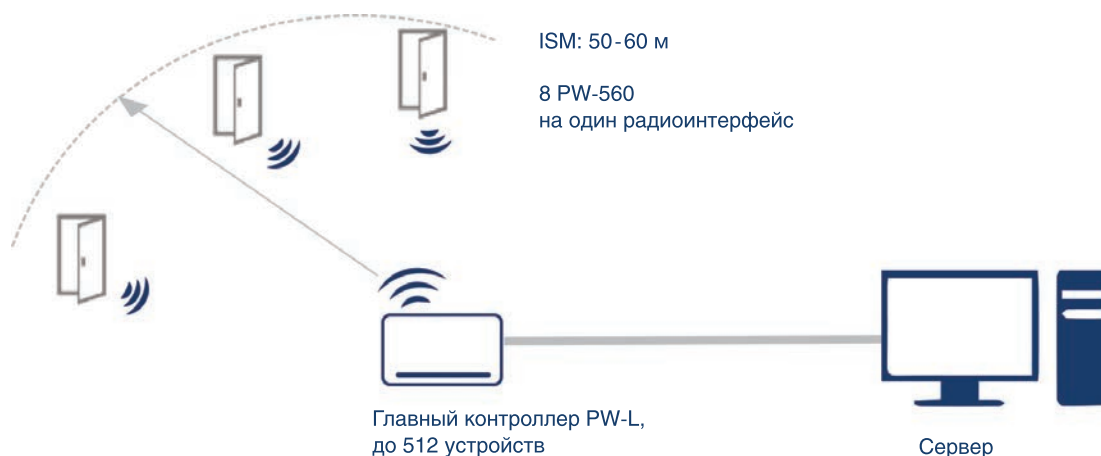 ISM: 50-60 м
8 PW-560
на один радиоинтерфейс
Главный контроллер PW-L,
до 512 устройств
Сервер